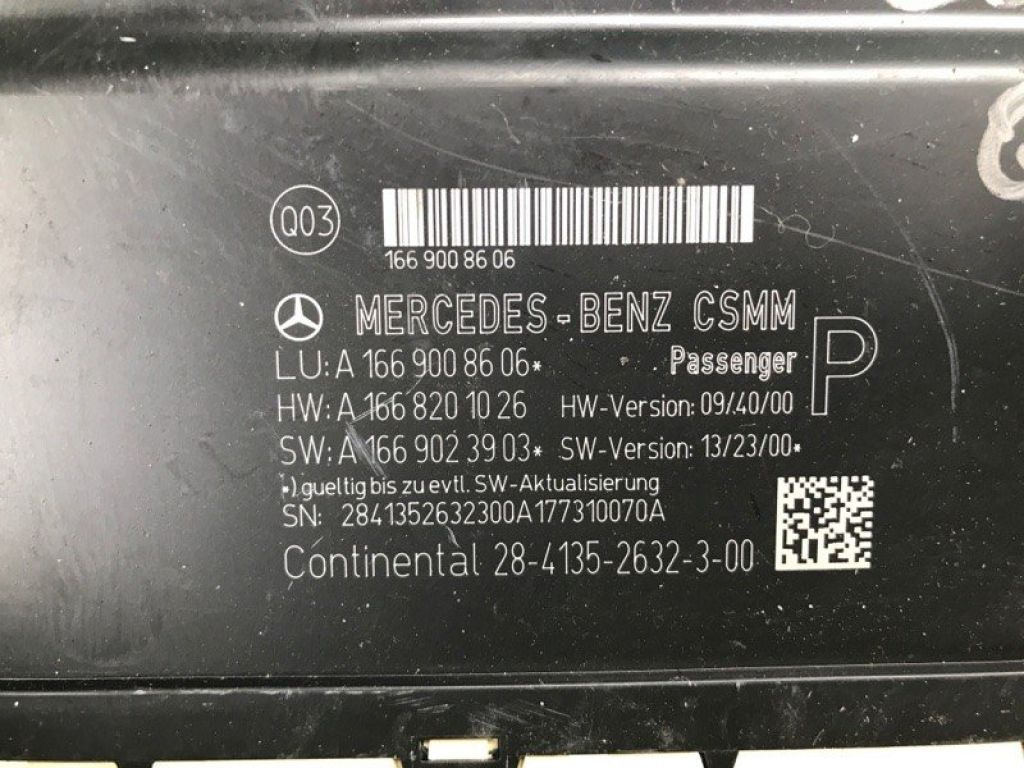 Q03
166 900 86 06
MERCEDES-BENZ CSMM
LU: A 166 900 86 06* Passenger P
HW: A 166 820 10 26 HW-Version: 09/40/00
SW: A 166 902 39 03* SW-Version: 13/23/00*
*) gueltig bis zu evtl. SW-Aktualisierung
SN: 2841352632300A177310070A
Continental 28-4135-2632-3-00